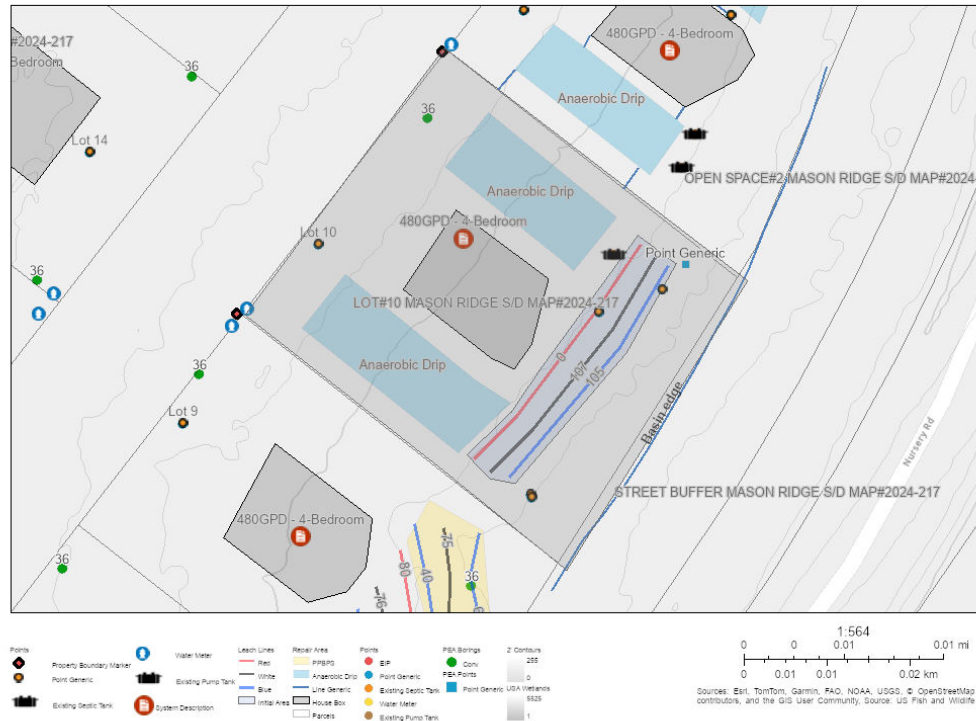 #2024-217
Bedroom
36
Lot 14
480GPD - 4-Bedroom
Anaerobic Drip
36
OPEN SPACE#2 MASON RIDGE S/D MAP#2024-
Anaerobic Drip
480GPD - 4-Bedroom
Lot 10
Point Generic
36
LOT#10 MASON RIDGE S/D MAP#2024-217
0
107
105
Anaerobic Drip
36
Basin edge
Lot 9
Nursery Rd
STREET BUFFER MASON RIDGE S/D MAP#2024-217
480GPD - 4-Bedroom
75
80
40
36
36
Points
Property Boundary Marker
Point Generic
Existing Septic Tank
Water Meter
Existing Pump Tank
System Description
Leach Lines
Red
White
Blue
Initial Area
Repair Area
PPBPS
Anaerobic Drip
Line Generic
House Box
Parcels
Points
EIP
Point Generic
Existing Septic Tank
Water Meter
Existing Pump Tank
PEA Borings
Conv
PEA Points
Point Generic
Z Contours
255
0
USA Wetlands
5525
1
1:564
0 0 0.01 0.01 mi
0 0.01 0.02 km
Sources: Esri, TomTom, Garmin, FAO, NOAA, USGS, © OpenStreetMap
contributors, and the GIS User Community, Source: US Fish and Wildlife